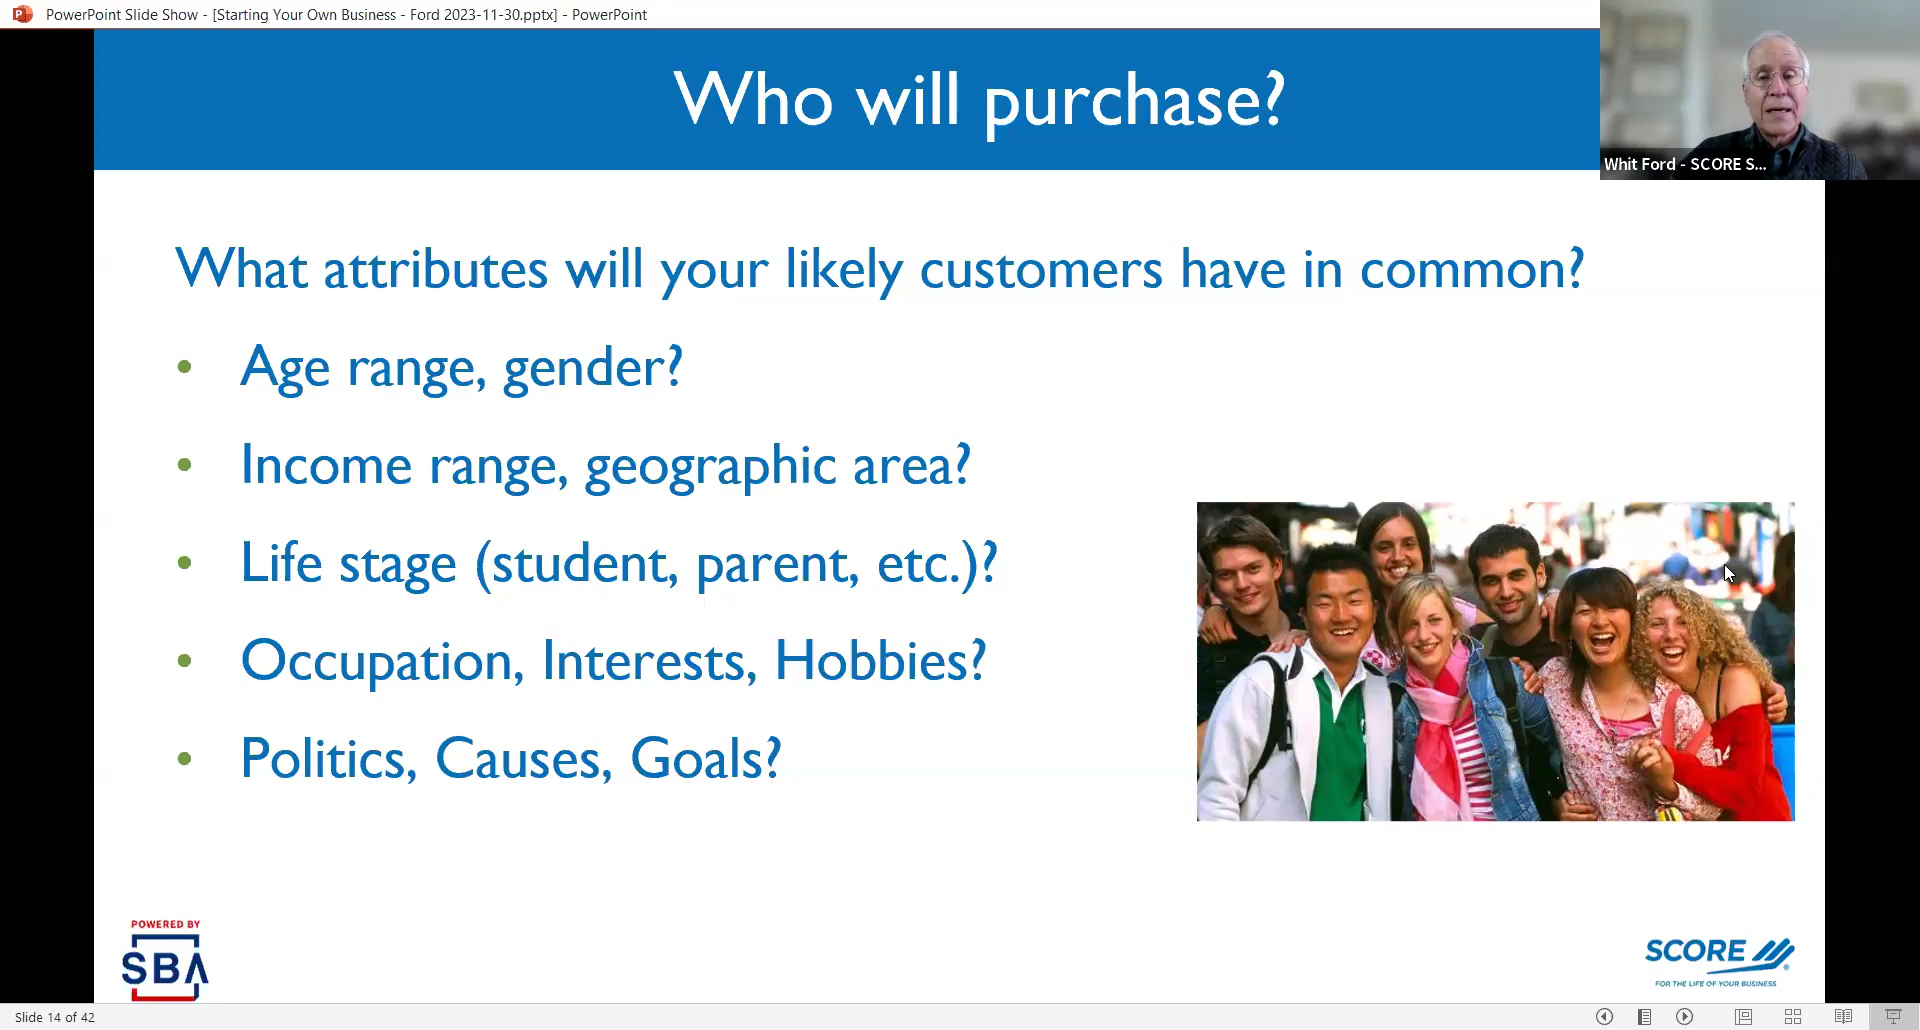 PowerPoint Slide Show - [Starting Your Own Business - Ford 2023-11-30.pptx] - PowerPoint
Who will purchase?
Whit Ford - SCORE S...
What attributes will your likely customers have in common?
• Age range, gender?
• Income range, geographic area?
• Life stage (student, parent, etc.)?
• Occupation, Interests, Hobbies?
• Politics, Causes, Goals?
POWERED BY
SBA
SCORE
FOR THE LIFE OF YOUR BUSINESS
Slide 14 of 42